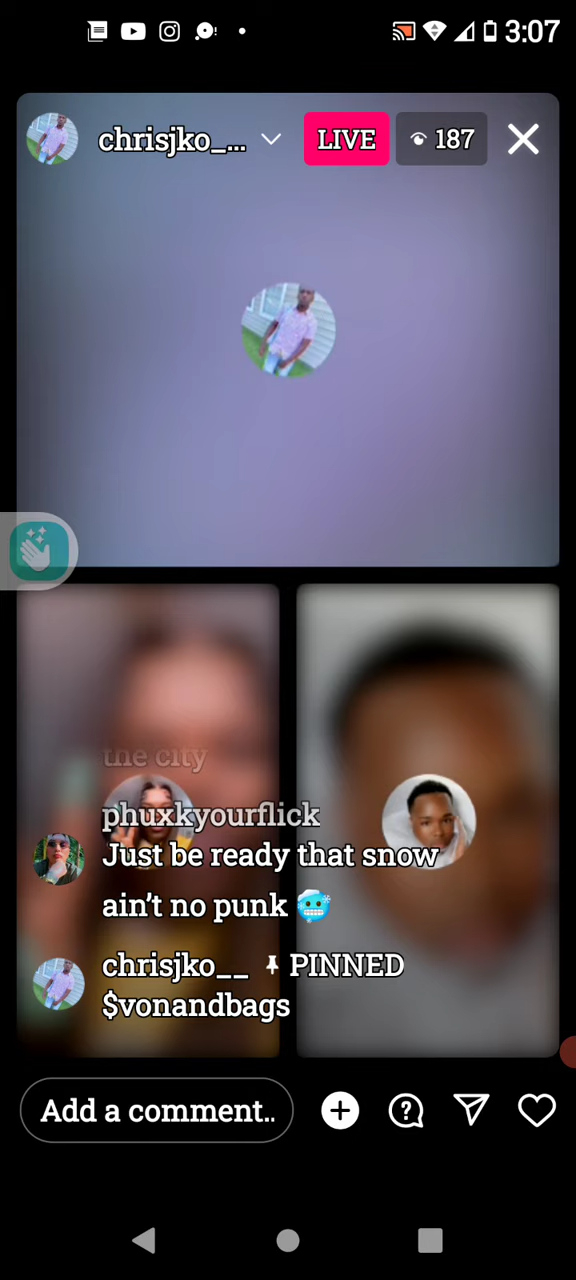 3:07
chrisjko_...
LIVE
187
the city
phuxkyourflick
Just be ready that snow
ain't no punk 🥶
chrisjko__ PINNED
$vonandbags
Add a comment..